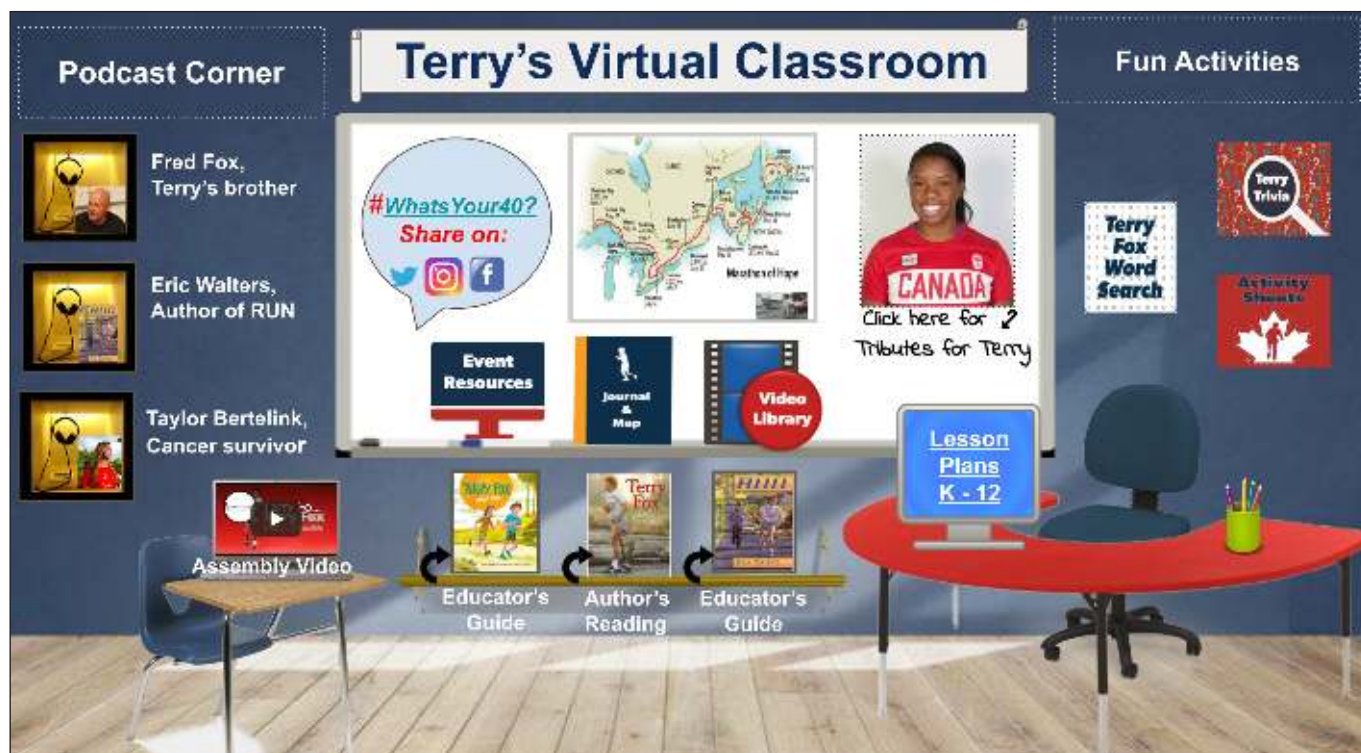 Terry's Virtual Classroom
Podcast Corner
Fred Fox,
Terry's brother
Eric Walters,
Author of RUN
Taylor Bertelink,
Cancer survivor
#WhatsYour40?
Share on:
Marathon of Hope
CANADA
Click here for
Tributes for Terry
Event
Resources
Journal
&
Map
Video
Library
Fun Activities
Terry
Trivia
Terry
Fox
Word
Search
Activity
Sheets
Lesson
Plans
K - 12
Assembly Video
Terry
Fox
Educator's
Guide
Author's
Reading
Educator's
Guide